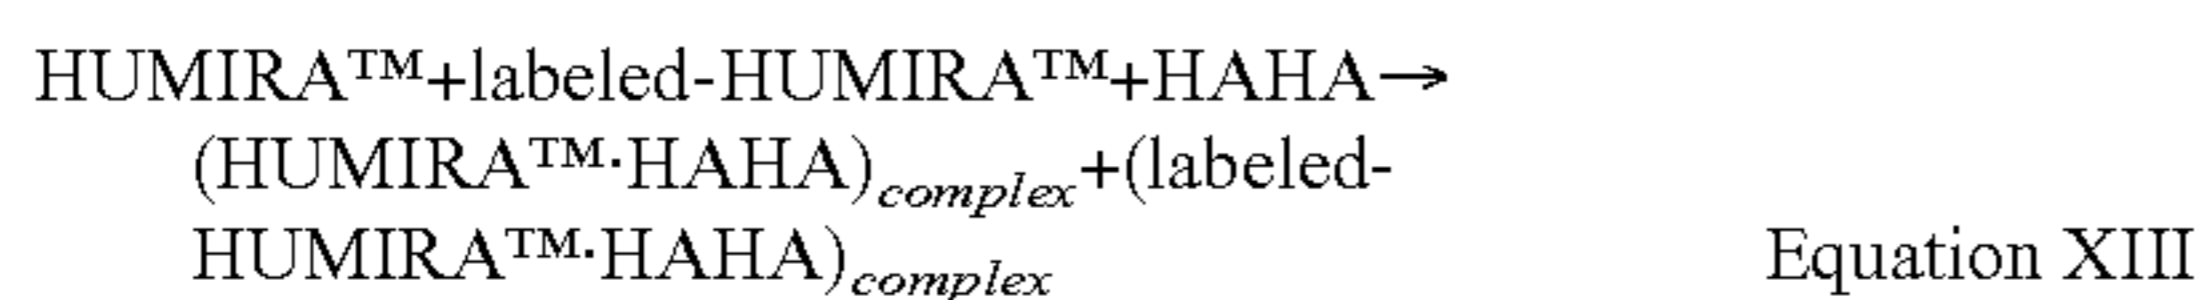 HUMIRA™+labeled-HUMIRA™+HAHA→
(HUMIRA™·HAHA)complex+(labeled-
HUMIRA™·HAHA)complex Equation XIII